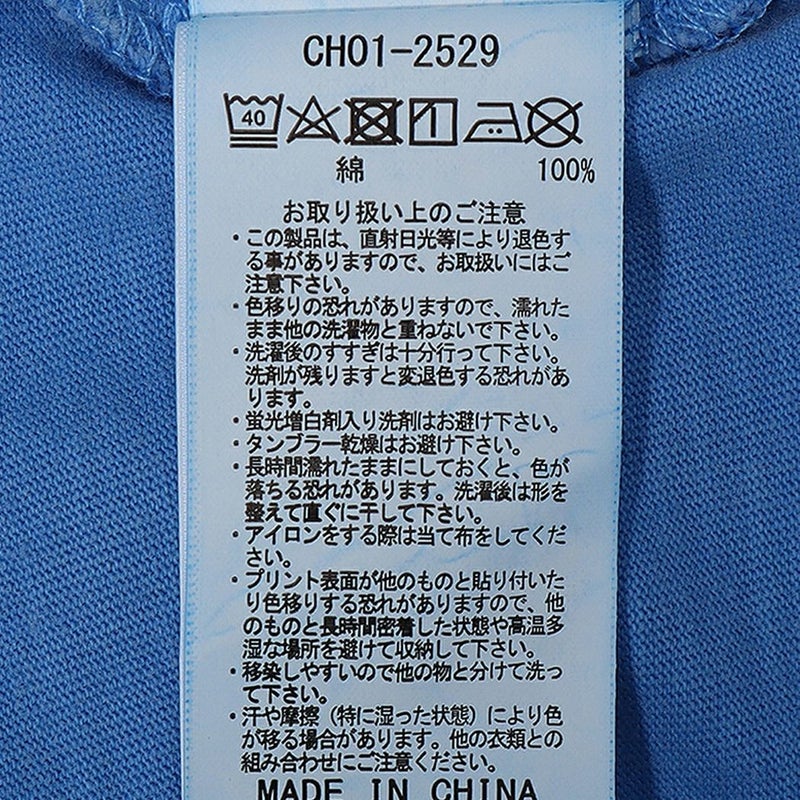 CH01-2529
40
綿 100%
お取り扱い上のご注意
・この製品は、直射日光等により退色す
る事がありますので、お取扱いにはご
注意下さい。
・色移りの恐れがありますので、濡れた
まま他の洗濯物と重ねないで下さい。
・洗濯後のすすぎは十分行って下さい。
洗剤が残りますと変退色する恐れがあ
ります。
・蛍光増白剤入り洗剤はお避け下さい。
・タンブラー乾燥はお避け下さい。
・長時間濡れたままにしておくと、色が
落ちる恐れがあります。洗濯後は形を
整えて直ぐに干して下さい。
・アイロンをする際は当て布をしてくだ
さい。
・プリント表面が他のものと貼り付いた
り色移りする恐れがありますので、他
のものと長時間密着した状態や高温多
湿な場所を避けて収納して下さい。
・移染しやすいので他の物と分けて洗っ
て下さい。
・汗や摩擦（特に湿った状態）により色
が移る場合があります。他の衣類との
組み合わせにご注意ください。
MADE IN CHINA